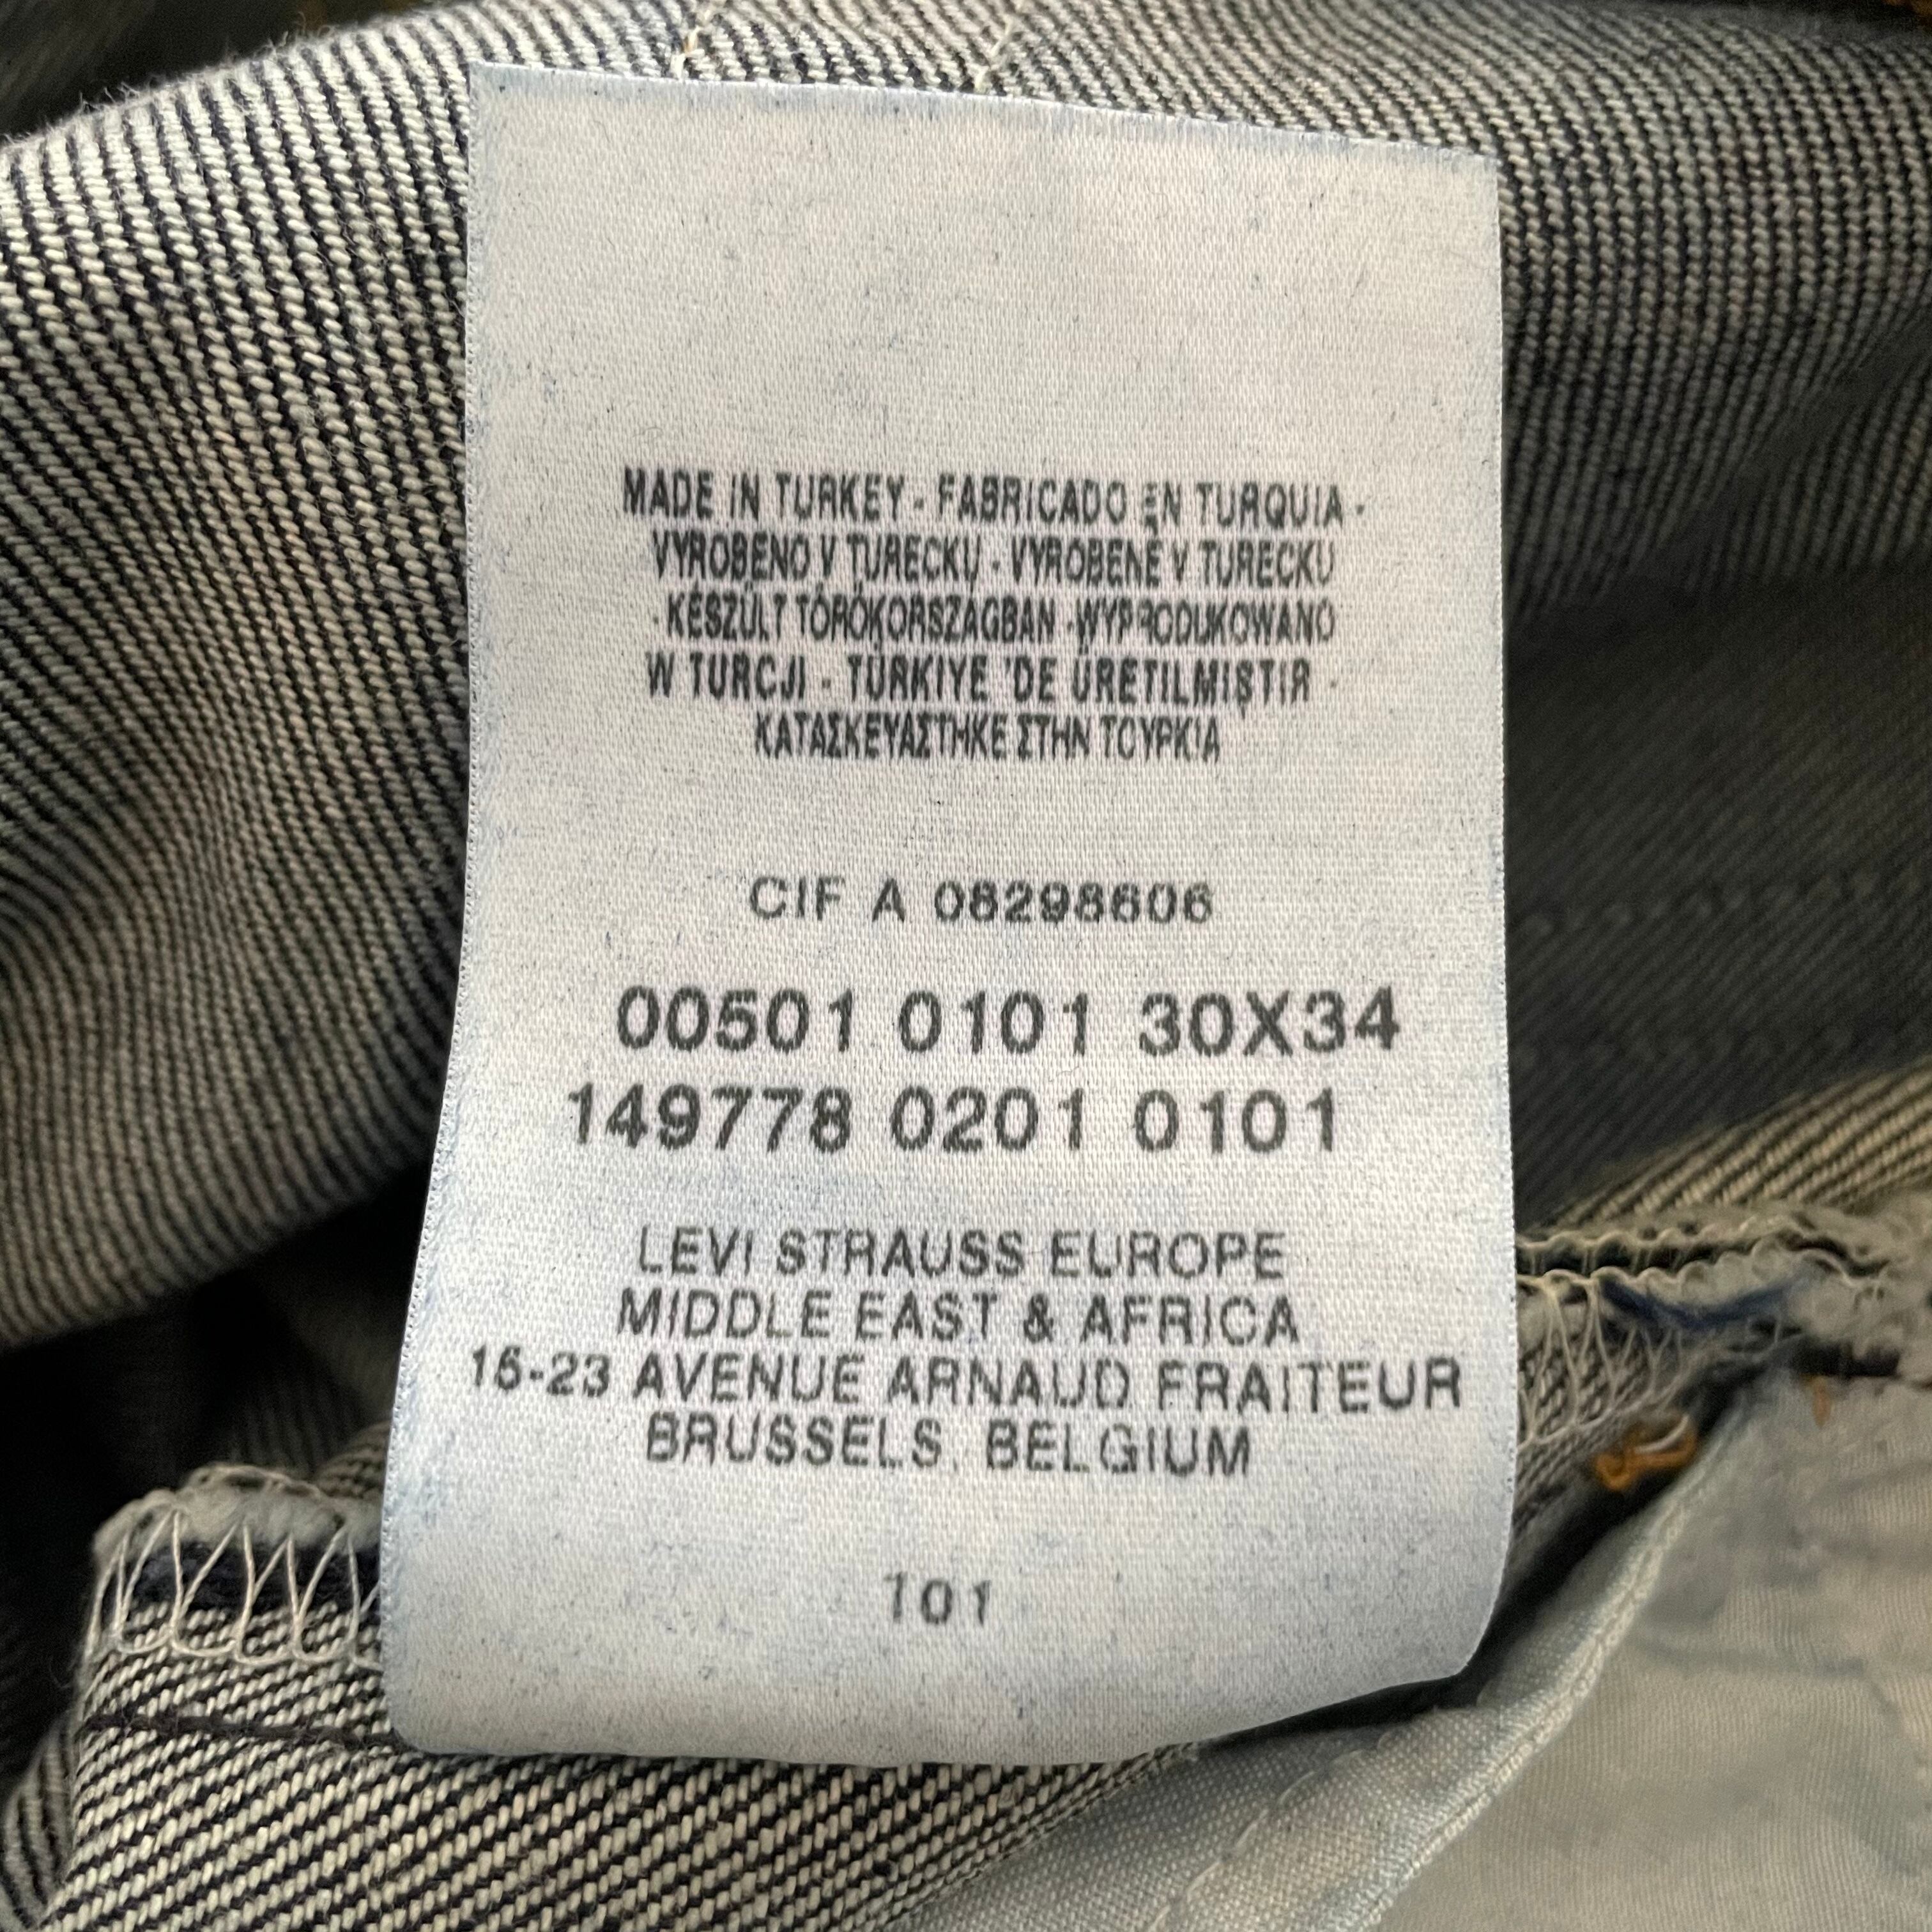 MADE IN TURKEY - FABRICADO EN TURQUIA -
VYROBENO V TURECKU - VYROBENÉ V TURECKU
- KÉSZÜLT TÖRÖKORSZÁGBAN - WYPRODUKOWANO
W TURCJI - TÜRKIYE 'DE ÜRETILMIŞTIR -
ΚΑΤΑΣΚΕΥΑΣΤΗΚΕ ΣΤΗΝ ΤΟΥΡΚΙΑ
CIF A 08298606
00501 0101 30X34
149778 0201 0101
LEVI STRAUSS EUROPE
MIDDLE EAST & AFRICA
15-23 AVENUE ARNAUD FRAITEUR
BRUSSELS, BELGIUM
101